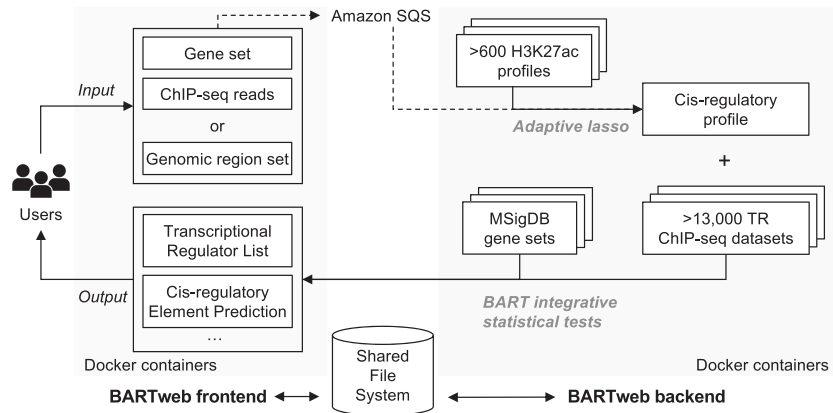 Amazon SQS
Gene set
ChIP-seq reads
or
Genomic region set
Input
Users
Transcriptional
Regulator List
Cis-regulatory
Element Prediction
...
Output
Docker containers
>600 H3K27ac
profiles
Adaptive lasso
Cis-regulatory
profile
+
MSigDB
gene sets
>13,000 TR
ChIP-seq datasets
BART integrative
statistical tests
Docker containers
Shared
File
System
BARTweb frontend
BARTweb backend